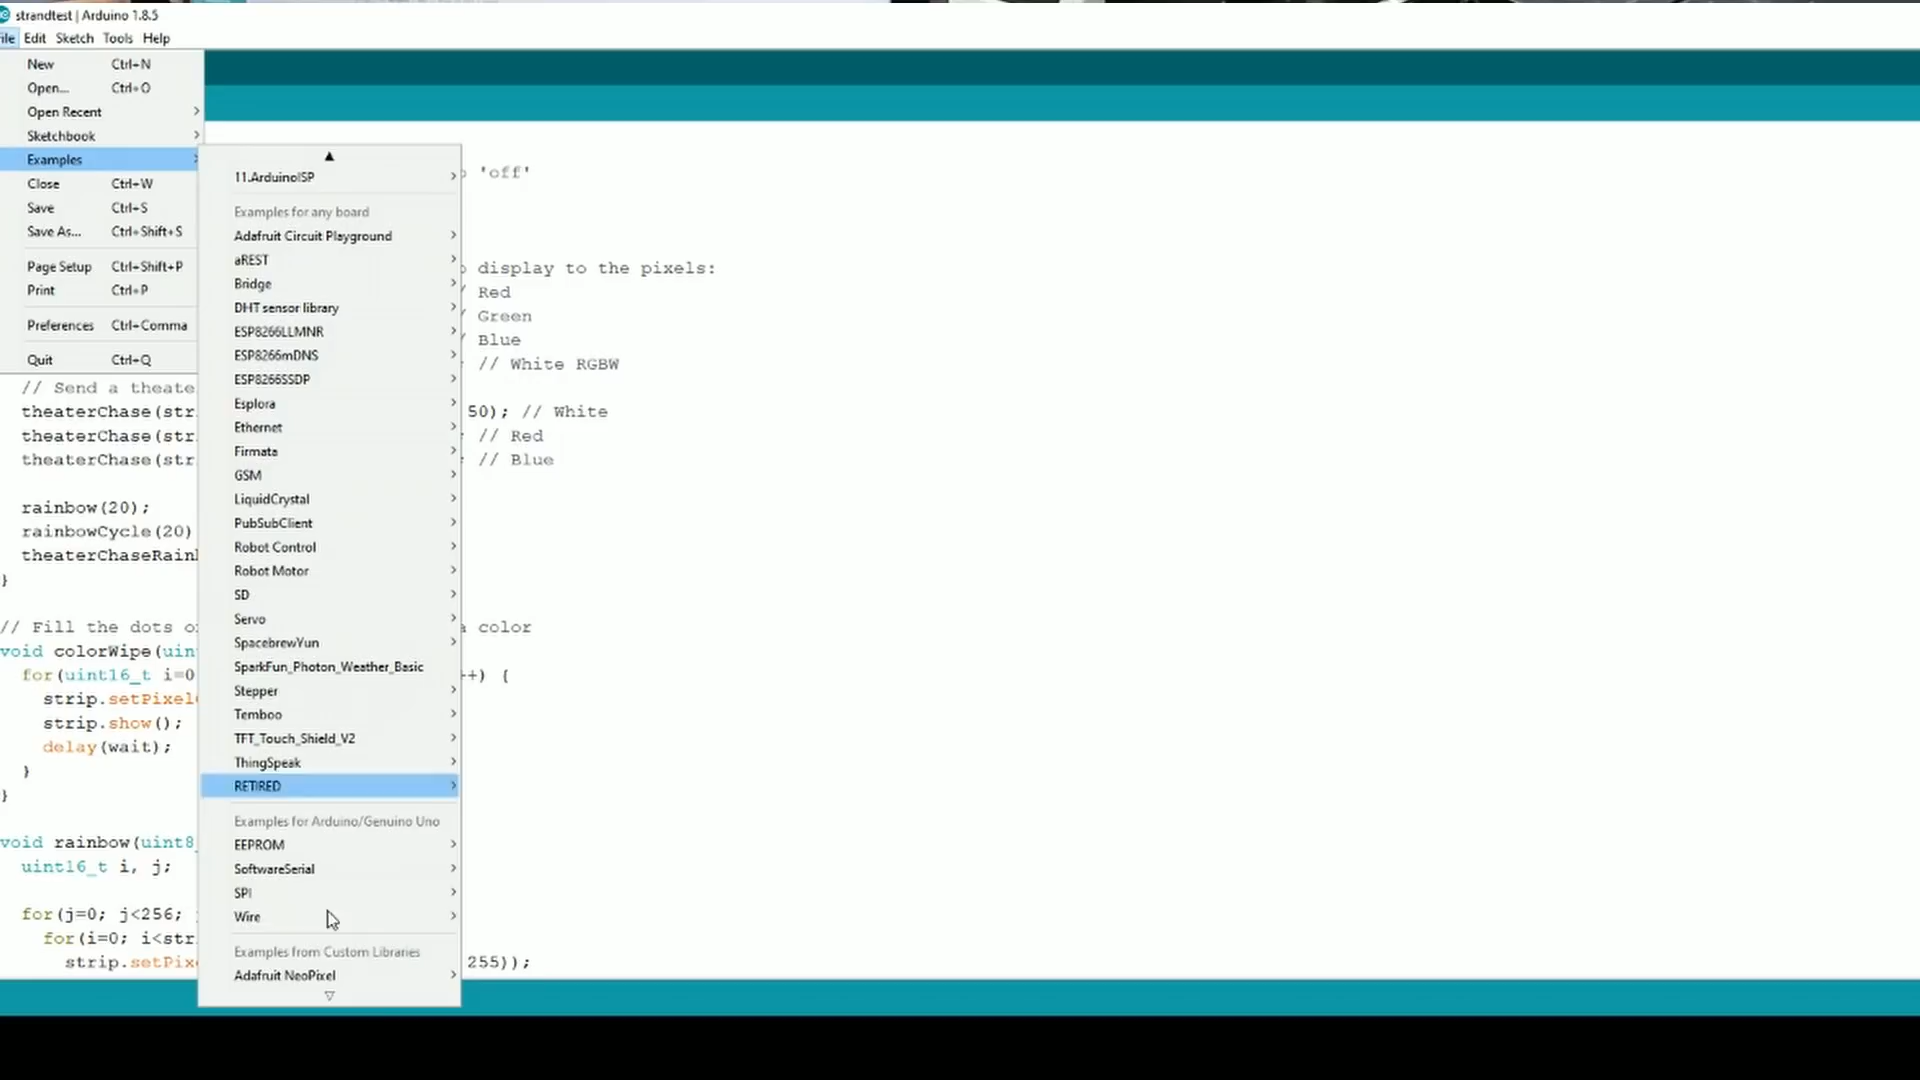 strandtest | Arduino 1.8.5
File Edit Sketch Tools Help
New Ctrl+N
Open... Ctrl+O
Open Recent
Sketchbook
Examples
Close Ctrl+W
Save Ctrl+S
Save As... Ctrl+Shift+S
Page Setup Ctrl+Shift+P
Print Ctrl+P
Preferences Ctrl+Comma
Quit Ctrl+Q
11.ArduinoISP
Examples for any board
Adafruit Circuit Playground
aREST
Bridge
DHT sensor library
ESP8266LLMNR
ESP8266mDNS
ESP8266SSDP
Esplora
Ethernet
Firmata
GSM
LiquidCrystal
PubSubClient
Robot Control
Robot Motor
SD
Servo
SpacebrewYun
SparkFun_Photon_Weather_Basic
Stepper
Temboo
TFT_Touch_Shield_V2
ThingSpeak
RETIRED
Examples for Arduino/Genuino Uno
EEPROM
SoftwareSerial
SPI
Wire
Examples from Custom Libraries
Adafruit NeoPixel
'off'
display to the pixels:
Red
Green
Blue
// White RGBW
// Send a theate
theaterChase(str 50); // White
theaterChase(str // Red
theaterChase(str // Blue
rainbow(20);
rainbowCycle(20)
theaterChaseRain
}
// Fill the dots o a color
void colorWipe(uin
for(uint16_t i=0 ++) {
strip.setPixel
strip.show();
delay(wait);
}
}
void rainbow(uint8_
uint16_t i, j;
for(j=0; j<256;
for(i=0; i<str
strip.setPix 255));